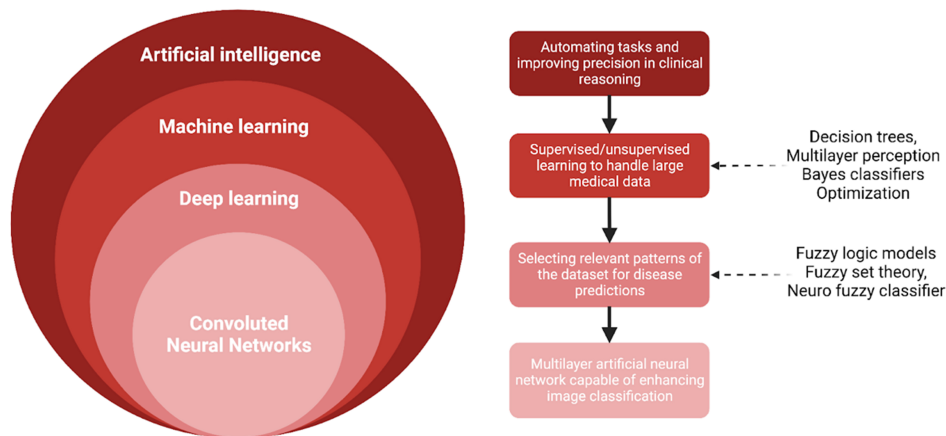 Artificial intelligence
Machine learning
Deep learning
Convoluted
Neural Networks
Automating tasks and
improving precision in clinical
reasoning
Supervised/unsupervised
learning to handle large
medical data
Decision trees,
Multilayer perception
Bayes classifiers
Optimization
Selecting relevant patterns of
the dataset for disease
predictions
Fuzzy logic models
Fuzzy set theory,
Neuro fuzzy classifier
Multilayer artificial neural
network capable of enhancing
image classification